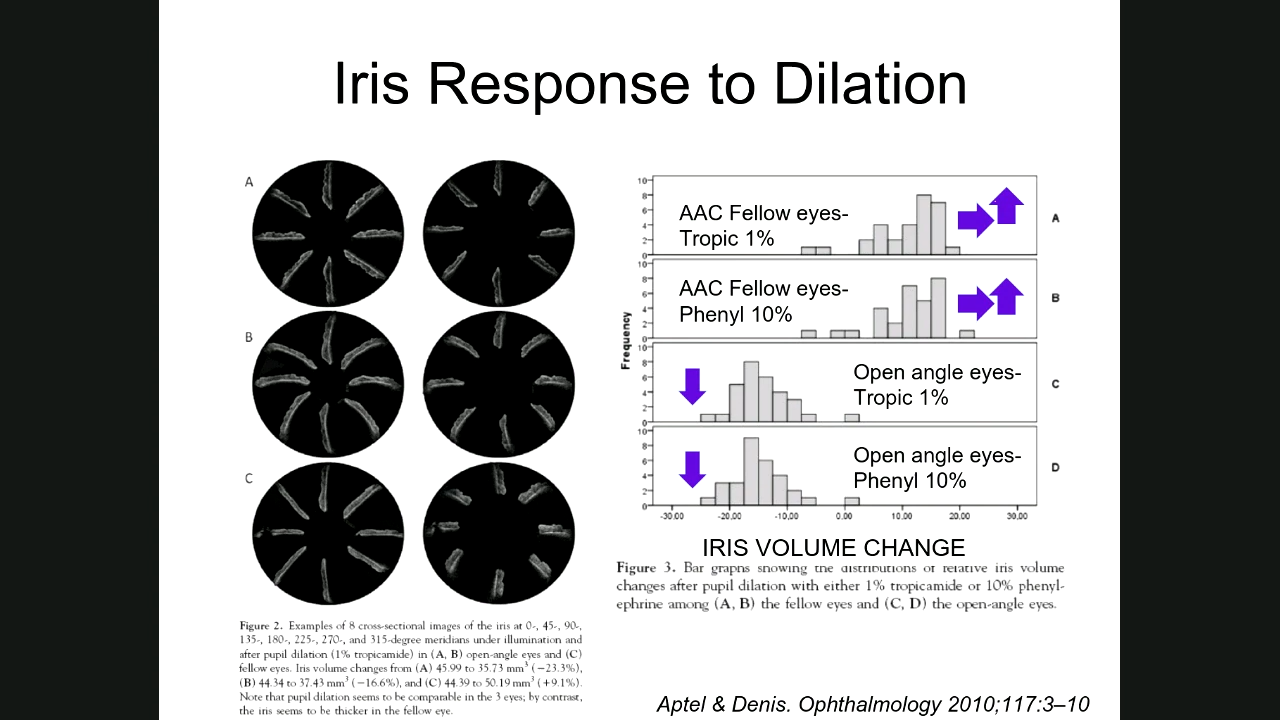 Iris Response to Dilation
A
B
C
Figure 2. Examples of 8 cross-sectional images of the iris at 0-, 45-, 90-,
135-, 180-, 225-, 270-, and 315-degree meridians under illumination and
after pupil dilation (1% tropicamide) in (A, B) open-angle eyes and (C)
fellow eyes. Iris volume changes from (A) 45.99 to 35.73 mm³ (−23.3%),
(B) 44.34 to 37.43 mm³ (−16.6%), and (C) 44.39 to 50.19 mm³ (+9.1%).
Note that pupil dilation seems to be comparable in the 3 eyes; by contrast,
the iris seems to be thicker in the fellow eye.
Frequency
10
8
6
4
2
0
AAC Fellow eyes-
Tropic 1%
A
10
8
6
4
2
0
AAC Fellow eyes-
Phenyl 10%
B
10
8
6
4
2
0
Open angle eyes-
Tropic 1%
C
10
8
6
4
2
0
Open angle eyes-
Phenyl 10%
D
-30.00 -20.00 -10.00 0.00 10.00 20.00 30.00
IRIS VOLUME CHANGE
Figure 3. Bar graphs showing the distributions of relative iris volume
changes after pupil dilation with either 1% tropicamide or 10% phenyl-
ephrine among (A, B) the fellow eyes and (C, D) the open-angle eyes.
Aptel & Denis. Ophthalmology 2010;117:3–10